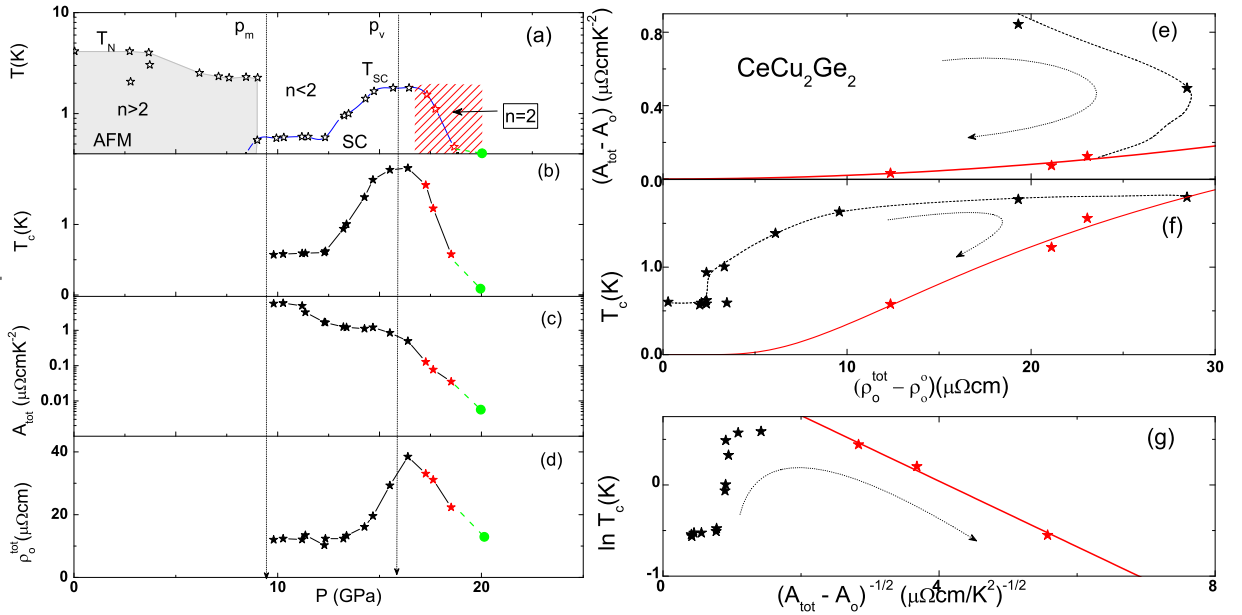 p_m
p_v
(a)
10
T_N
T_SC
T(K)
n<2
n=2
n>2
1
AFM
SC
(b)
T_c(K)
1
0
(c)
1
0.1
0.01
A_tot (μΩcmK^-2)
(d)
40
20
0
ρ_o^tot(μΩcm)
0
10
15
20
P (GPa)
(e)
CeCu2Ge2
0.8
0.4
0.0
(A_tot - A_o) (μΩcmK^-2)
(f)
1.0
0.0
T_c(K)
0
10
20
30
(ρ_o^tot − ρ_o^o)(μΩcm)
(g)
1
0
-1
ln T_c(K)
0
4
8
(A_tot - A_o)^-1/2 (μΩcm/K^2)^-1/2